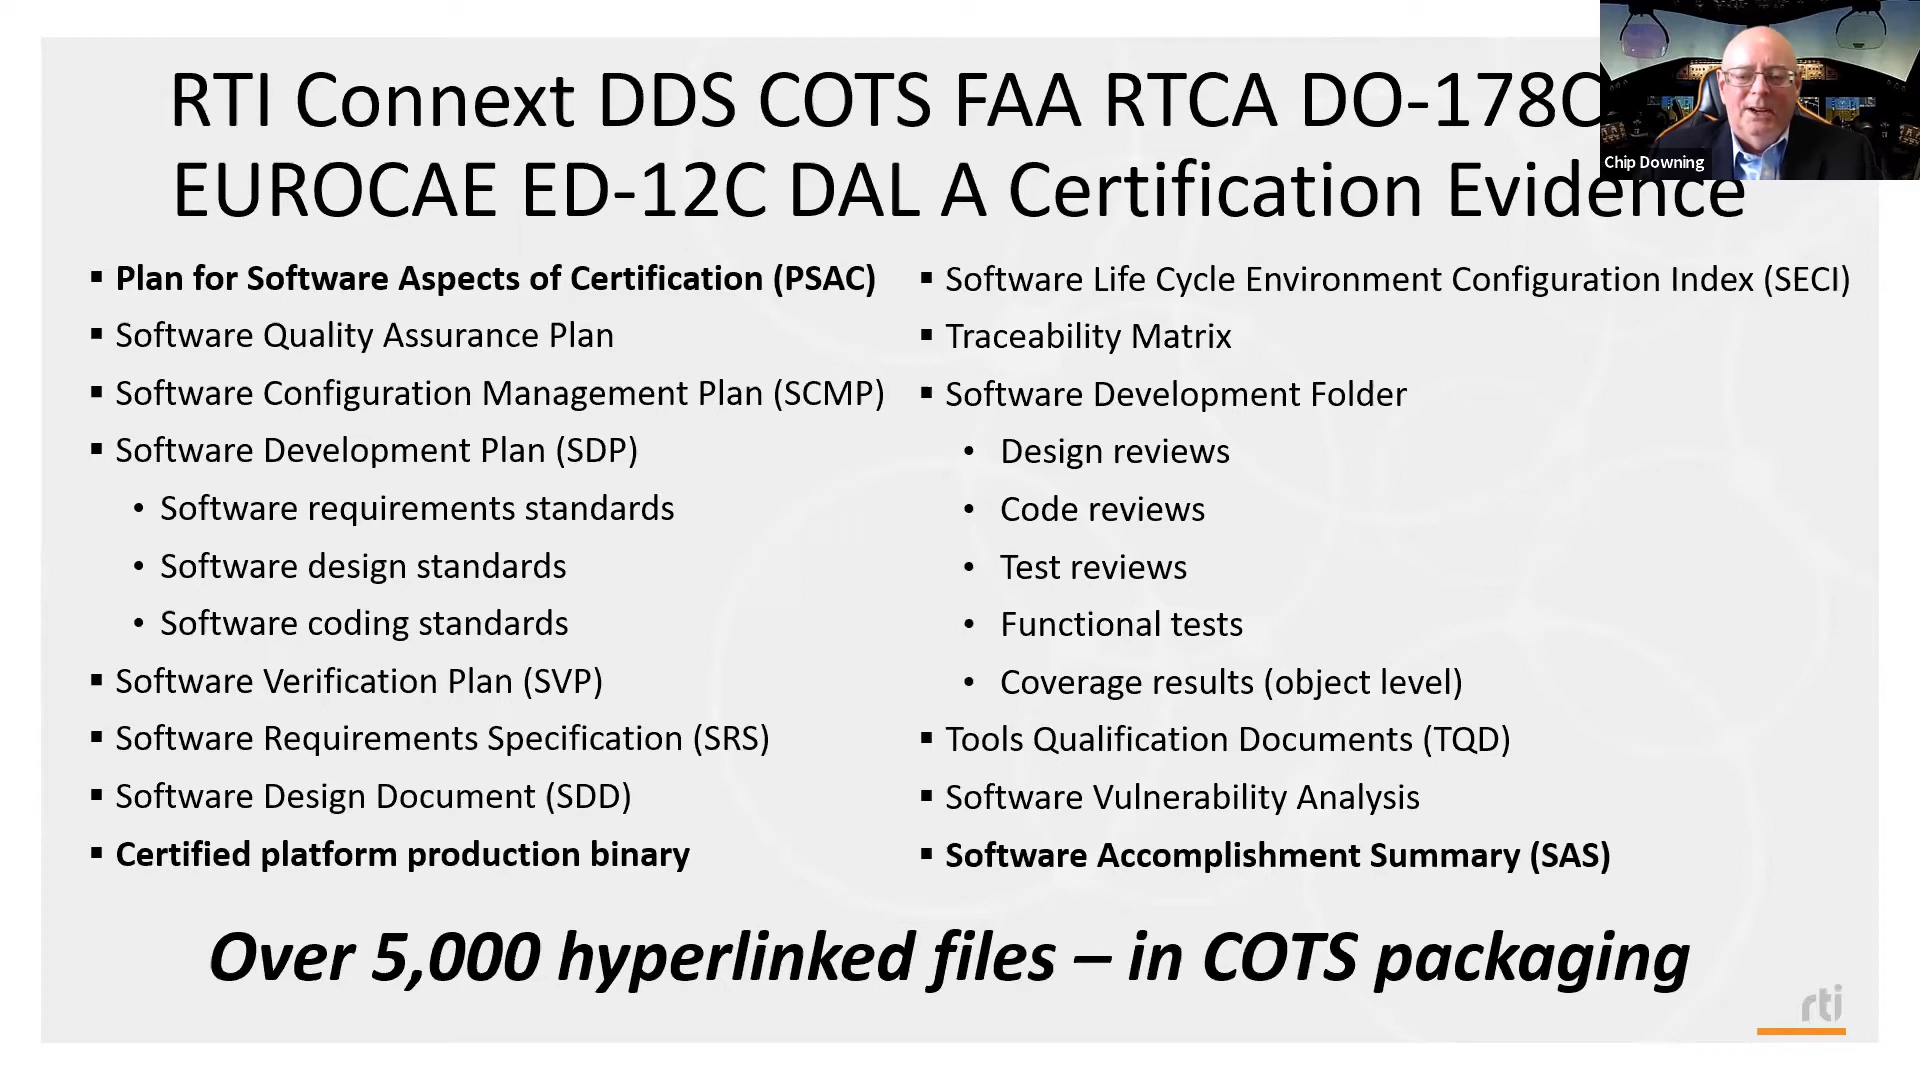 RTI Connext DDS COTS FAA RTCA DO-178C
EUROCAE ED-12C DAL A Certification Evidence
Chip Downing
▪ Plan for Software Aspects of Certification (PSAC)
▪ Software Quality Assurance Plan
▪ Software Configuration Management Plan (SCMP)
▪ Software Development Plan (SDP)
• Software requirements standards
• Software design standards
• Software coding standards
▪ Software Verification Plan (SVP)
▪ Software Requirements Specification (SRS)
▪ Software Design Document (SDD)
▪ Certified platform production binary
▪ Software Life Cycle Environment Configuration Index (SECI)
▪ Traceability Matrix
▪ Software Development Folder
• Design reviews
• Code reviews
• Test reviews
• Functional tests
• Coverage results (object level)
▪ Tools Qualification Documents (TQD)
▪ Software Vulnerability Analysis
▪ Software Accomplishment Summary (SAS)
Over 5,000 hyperlinked files – in COTS packaging
rti